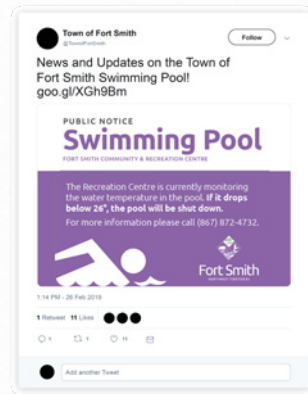 Town of Fort Smith
@TownofFortSmith
Follow
News and Updates on the Town of
Fort Smith Swimming Pool!
goo.gl/XGh9Bm
PUBLIC NOTICE
Swimming Pool
FORT SMITH COMMUNITY & RECREATION CENTRE
The Recreation Centre is currently monitoring
the water temperature in the pool. If it drops
below 26°, the pool will be shut down.
For more information please call (867) 872-4732.
Fort Smith
NORTHWEST TERRITORIES
1:14 PM - 26 Feb 2019
1 Retweet 11 Likes
1 1 11
Add another Tweet